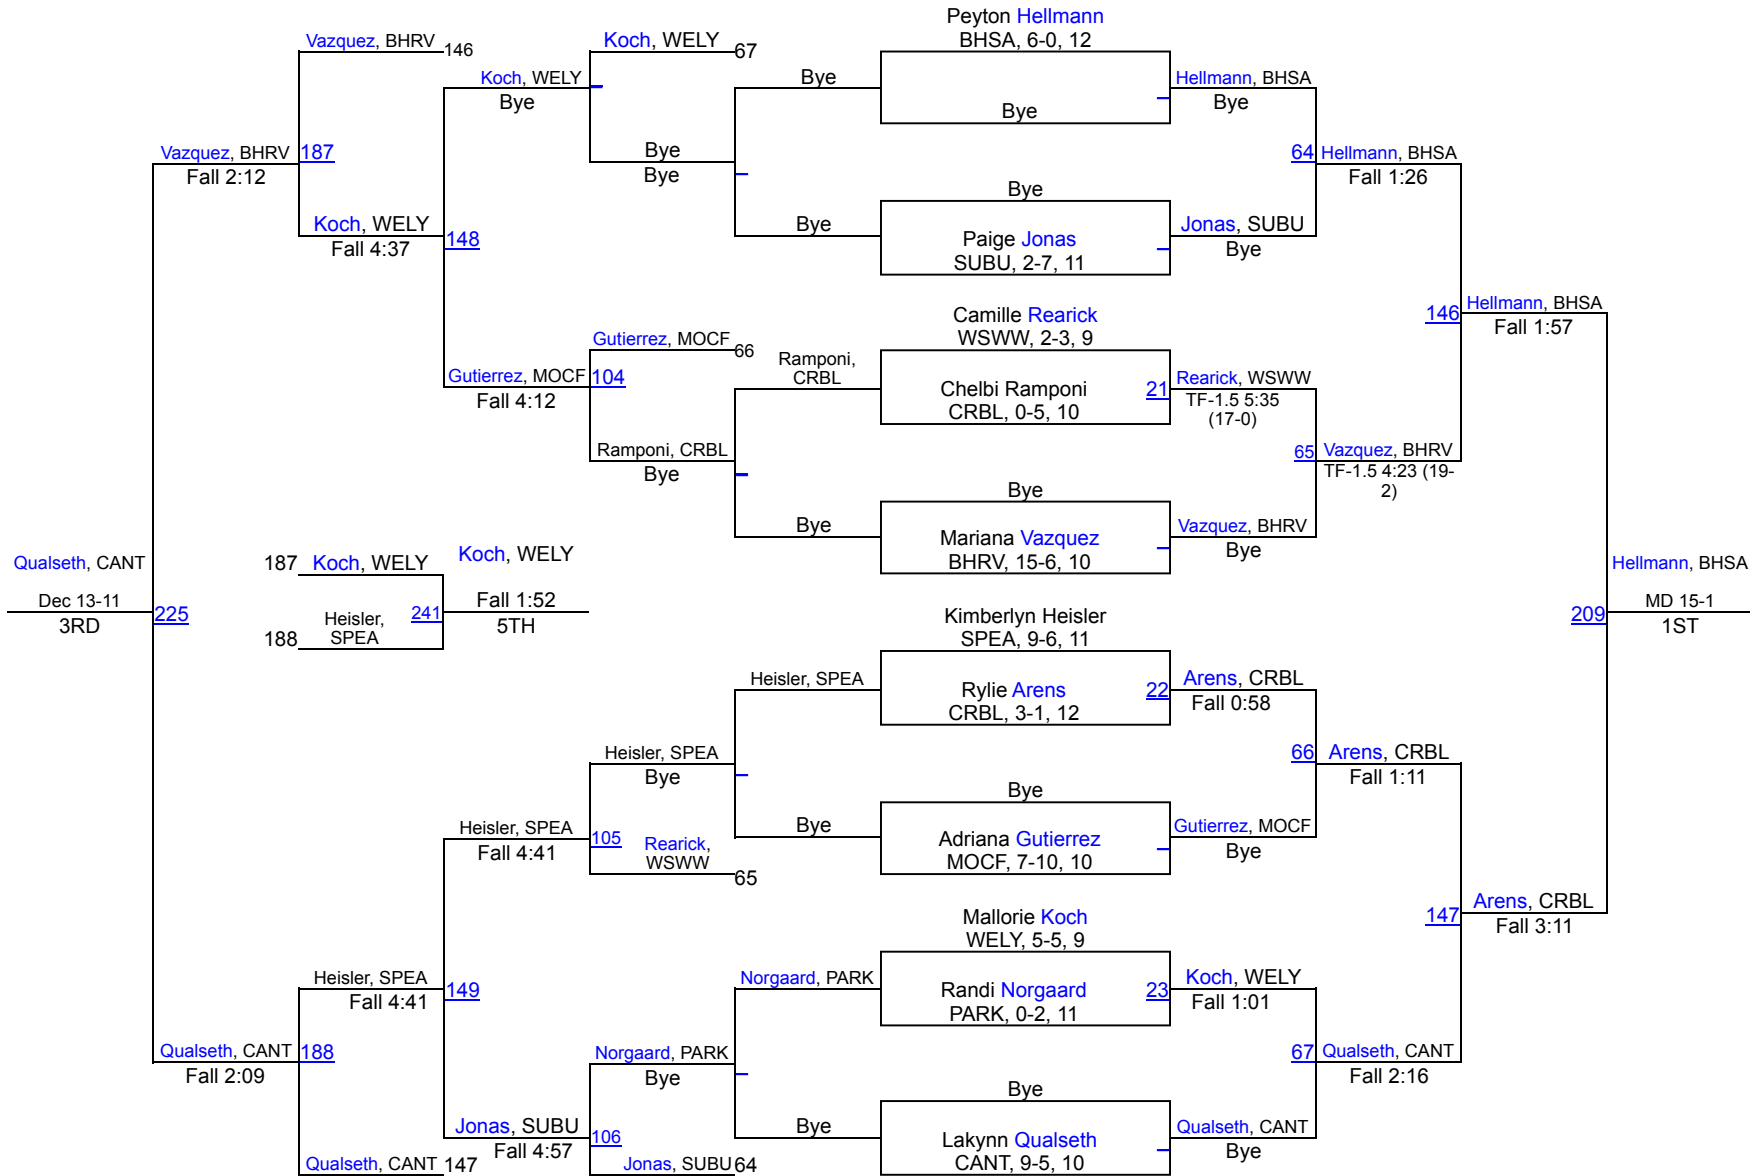 Peyton Hellmann
BHSA, 6-0, 12
Vazquez, BHRV 146
Koch, WELY 67
Koch, WELY
Bye
Bye
Hellmann, BHSA
Bye
Bye
Vazquez, BHRV 187
Fall 2:12
Bye
Bye
64 Hellmann, BHSA
Fall 1:26
Bye
Koch, WELY
Fall 4:37
148
Bye
Paige Jonas
SUBU, 2-7, 11
Jonas, SUBU
Bye
Camille Rearick
WSWW, 2-3, 9
146 Hellmann, BHSA
Fall 1:57
Gutierrez, MOCF 66
Ramponi,
CRBL
Gutierrez, MOCF 104
Fall 4:12
Chelbi Ramponi
CRBL, 0-5, 10
21 Rearick, WSWW
TF-1.5 5:35
(17-0)
Ramponi, CRBL
Bye
65 Vazquez, BHRV
TF-1.5 4:23 (19-
2)
Bye
Bye
Mariana Vazquez
BHRV, 15-6, 10
Vazquez, BHRV
Bye
Qualseth, CANT
Dec 13-11
3RD
225
187 Koch, WELY
Koch, WELY
Fall 1:52
5TH
Heisler,
SPEA
241
188
Hellmann, BHSA
209
MD 15-1
1ST
Kimberlyn Heisler
SPEA, 9-6, 11
Heisler, SPEA
Rylie Arens
CRBL, 3-1, 12
22 Arens, CRBL
Fall 0:58
Heisler, SPEA
Bye
66 Arens, CRBL
Fall 1:11
Bye
Heisler, SPEA
Fall 4:41
105
Rearick,
WSWW
65
Bye
Adriana Gutierrez
MOCF, 7-10, 10
Gutierrez, MOCF
Bye
Mallorie Koch
WELY, 5-5, 9
147 Arens, CRBL
Fall 3:11
Heisler, SPEA
Fall 4:41
149
Norgaard, PARK
Randi Norgaard
PARK, 0-2, 11
23 Koch, WELY
Fall 1:01
Qualseth, CANT 188
Fall 2:09
Norgaard, PARK
Bye
67 Qualseth, CANT
Fall 2:16
Bye
Jonas, SUBU
Fall 4:57
106
Bye
Lakynn Qualseth
CANT, 9-5, 10
Qualseth, CANT
Bye
Qualseth, CANT 147
Jonas, SUBU 64